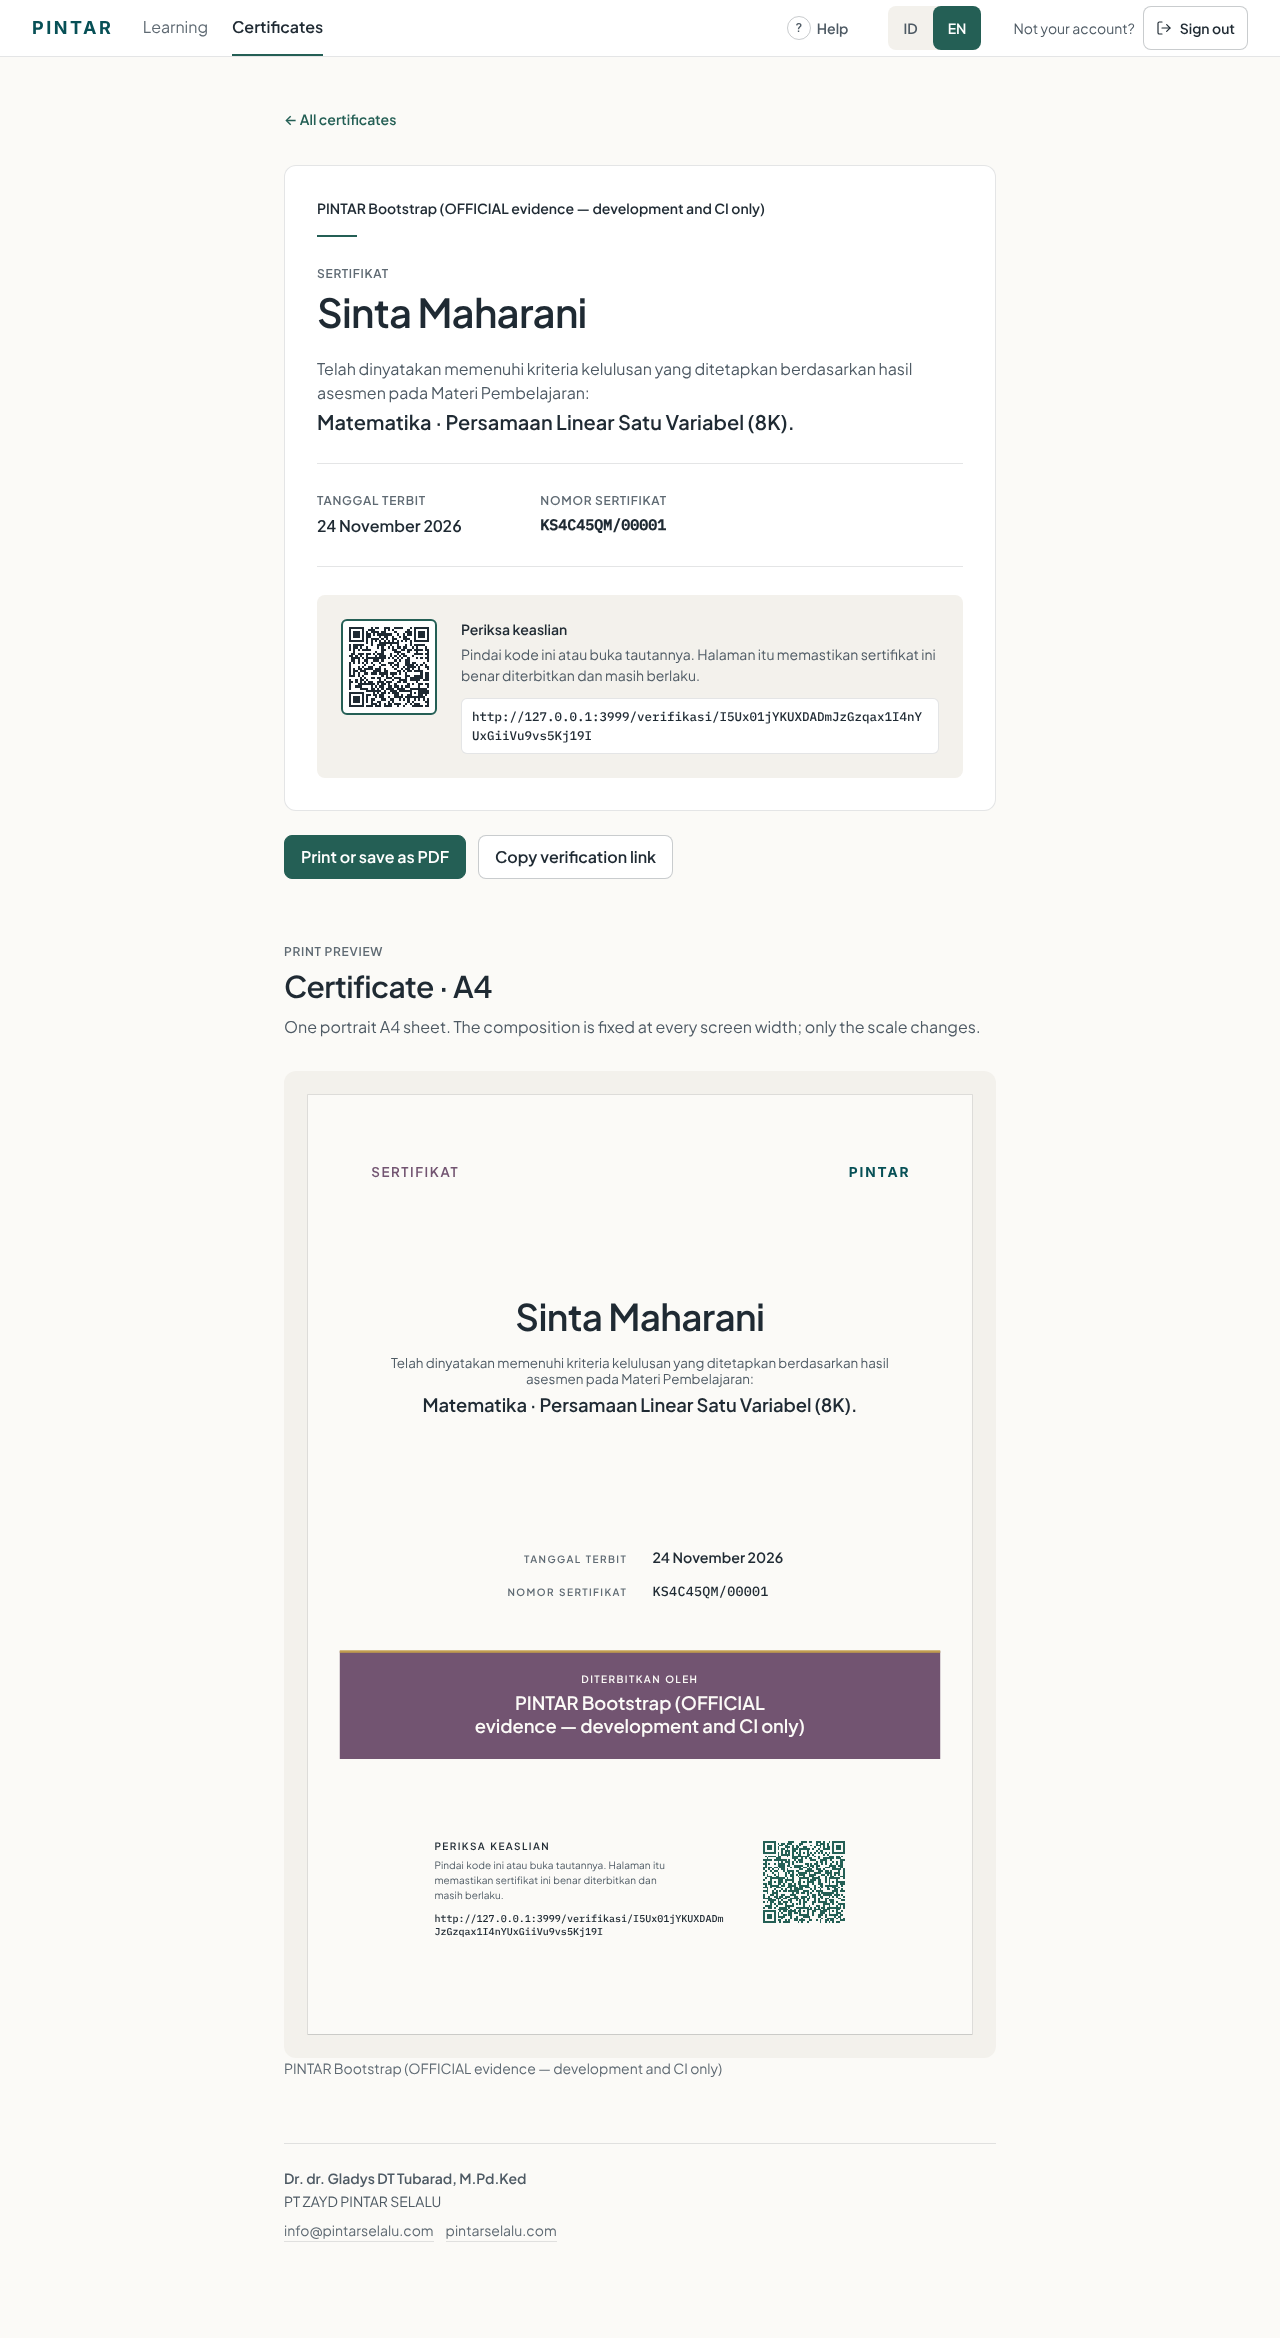 PINTAR Learning Certificates ? Help ID EN Not your account? Sign out
← All certificates
PINTAR Bootstrap (OFFICIAL evidence — development and CI only)
SERTIFIKAT
Sinta Maharani
Telah dinyatakan memenuhi kriteria kelulusan yang ditetapkan berdasarkan hasil
asesmen pada Materi Pembelajaran:
Matematika · Persamaan Linear Satu Variabel (8K).
TANGGAL TERBIT
24 November 2026
NOMOR SERTIFIKAT
KS4C45QM/00001
Periksa keaslian
Pindai kode ini atau buka tautannya. Halaman itu memastikan sertifikat ini
benar diterbitkan dan masih berlaku.
http://127.0.0.1:3999/verifikasi/I5Ux01jYKUXDADmJzGzqax1I4nY
UxGiiVu9vs5Kj19I
Print or save as PDF
Copy verification link
PRINT PREVIEW
Certificate · A4
One portrait A4 sheet. The composition is fixed at every screen width; only the scale changes.
SERTIFIKAT
PINTAR
Sinta Maharani
Telah dinyatakan memenuhi kriteria kelulusan yang ditetapkan berdasarkan hasil
asesmen pada Materi Pembelajaran:
Matematika · Persamaan Linear Satu Variabel (8K).
TANGGAL TERBIT 24 November 2026
NOMOR SERTIFIKAT KS4C45QM/00001
DITERBITKAN OLEH
PINTAR Bootstrap (OFFICIAL
evidence — development and CI only)
PERIKSA KEASLIAN
Pindai kode ini atau buka tautannya. Halaman itu
memastikan sertifikat ini benar diterbitkan dan
masih berlaku.
http://127.0.0.1:3999/verifikasi/I5Ux01jYKUXDADm
JzGzqax1I4nYUxGiiVu9vs5Kj19I
PINTAR Bootstrap (OFFICIAL evidence — development and CI only)
Dr. dr. Gladys DT Tubarad, M.Pd.Ked
PT ZAYD PINTAR SELALU
info@pintarselalu.com pintarselalu.com